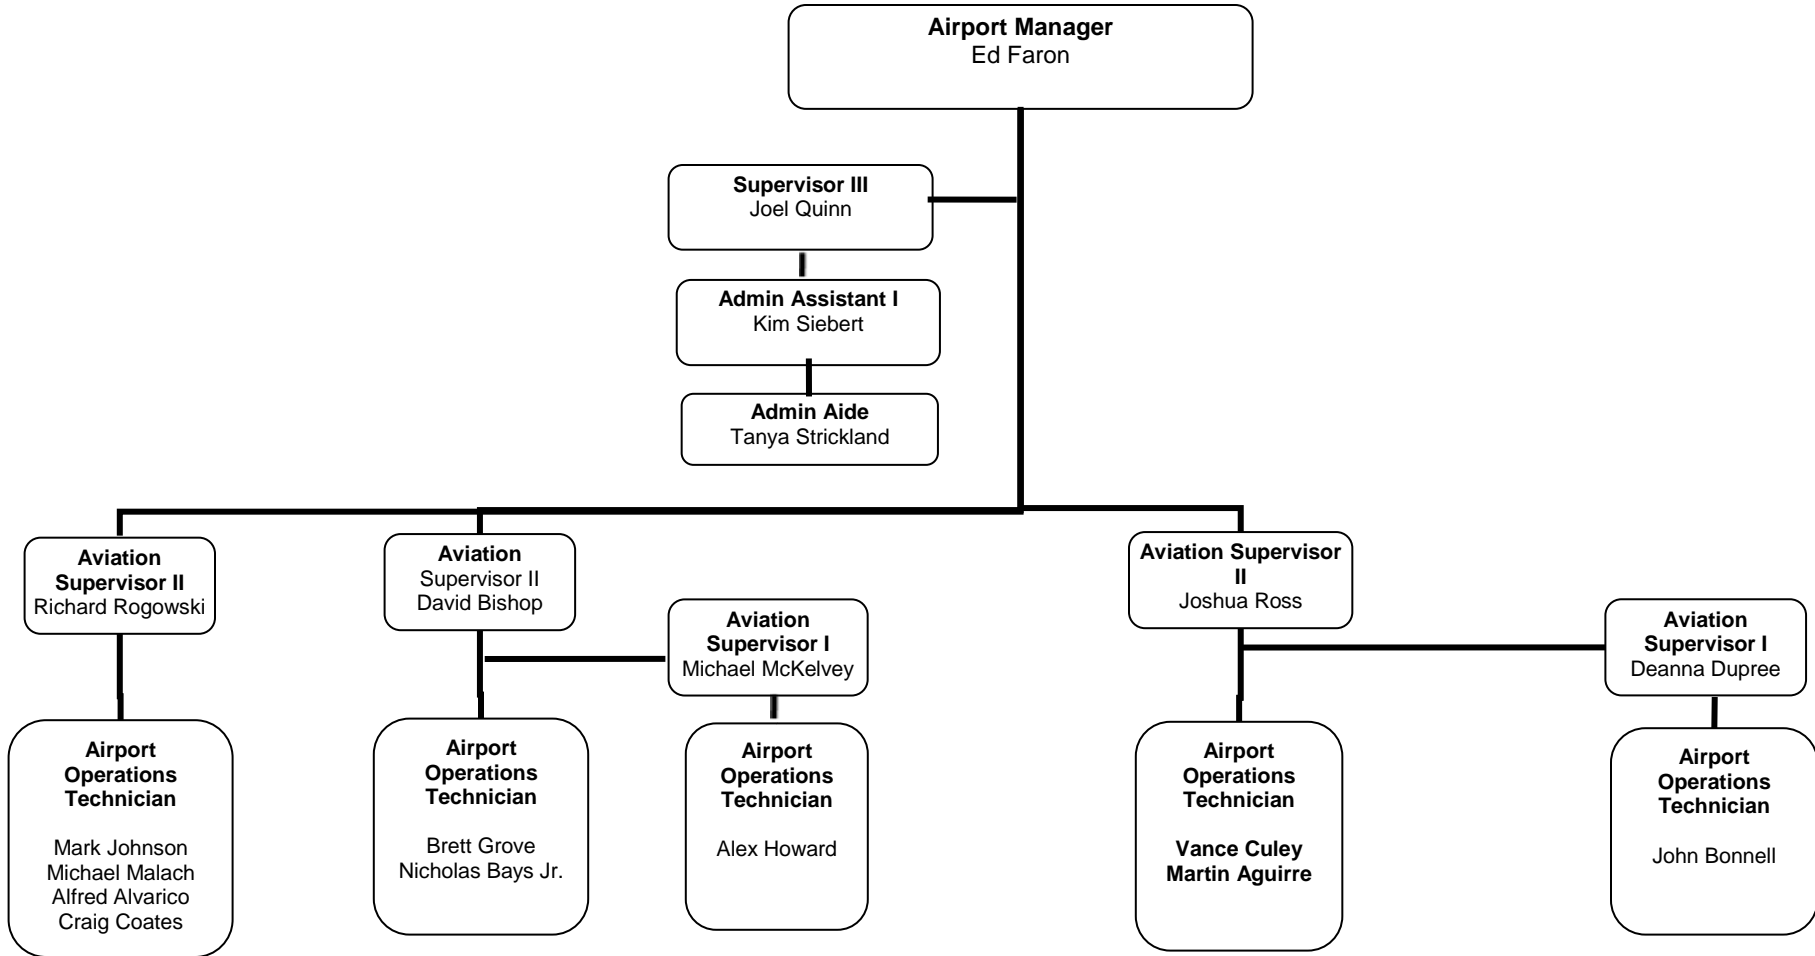 Airport Manager
Ed Faron
Supervisor III
Joel Quinn
Admin Assistant I
Kim Siebert
Admin Aide
Tanya Strickland
Aviation
Supervisor II
Richard Rogowski
Aviation
Supervisor II
David Bishop
Aviation
Supervisor I
Michael McKelvey
Aviation Supervisor
II
Joshua Ross
Aviation
Supervisor I
Deanna Dupree
Airport
Operations
Technician
Mark Johnson
Michael Malach
Alfred Alvarico
Craig Coates
Airport
Operations
Technician
Brett Grove
Nicholas Bays Jr.
Airport
Operations
Technician
Alex Howard
Airport
Operations
Technician
Vance Culey
Martin Aguirre
Airport
Operations
Technician
John Bonnell